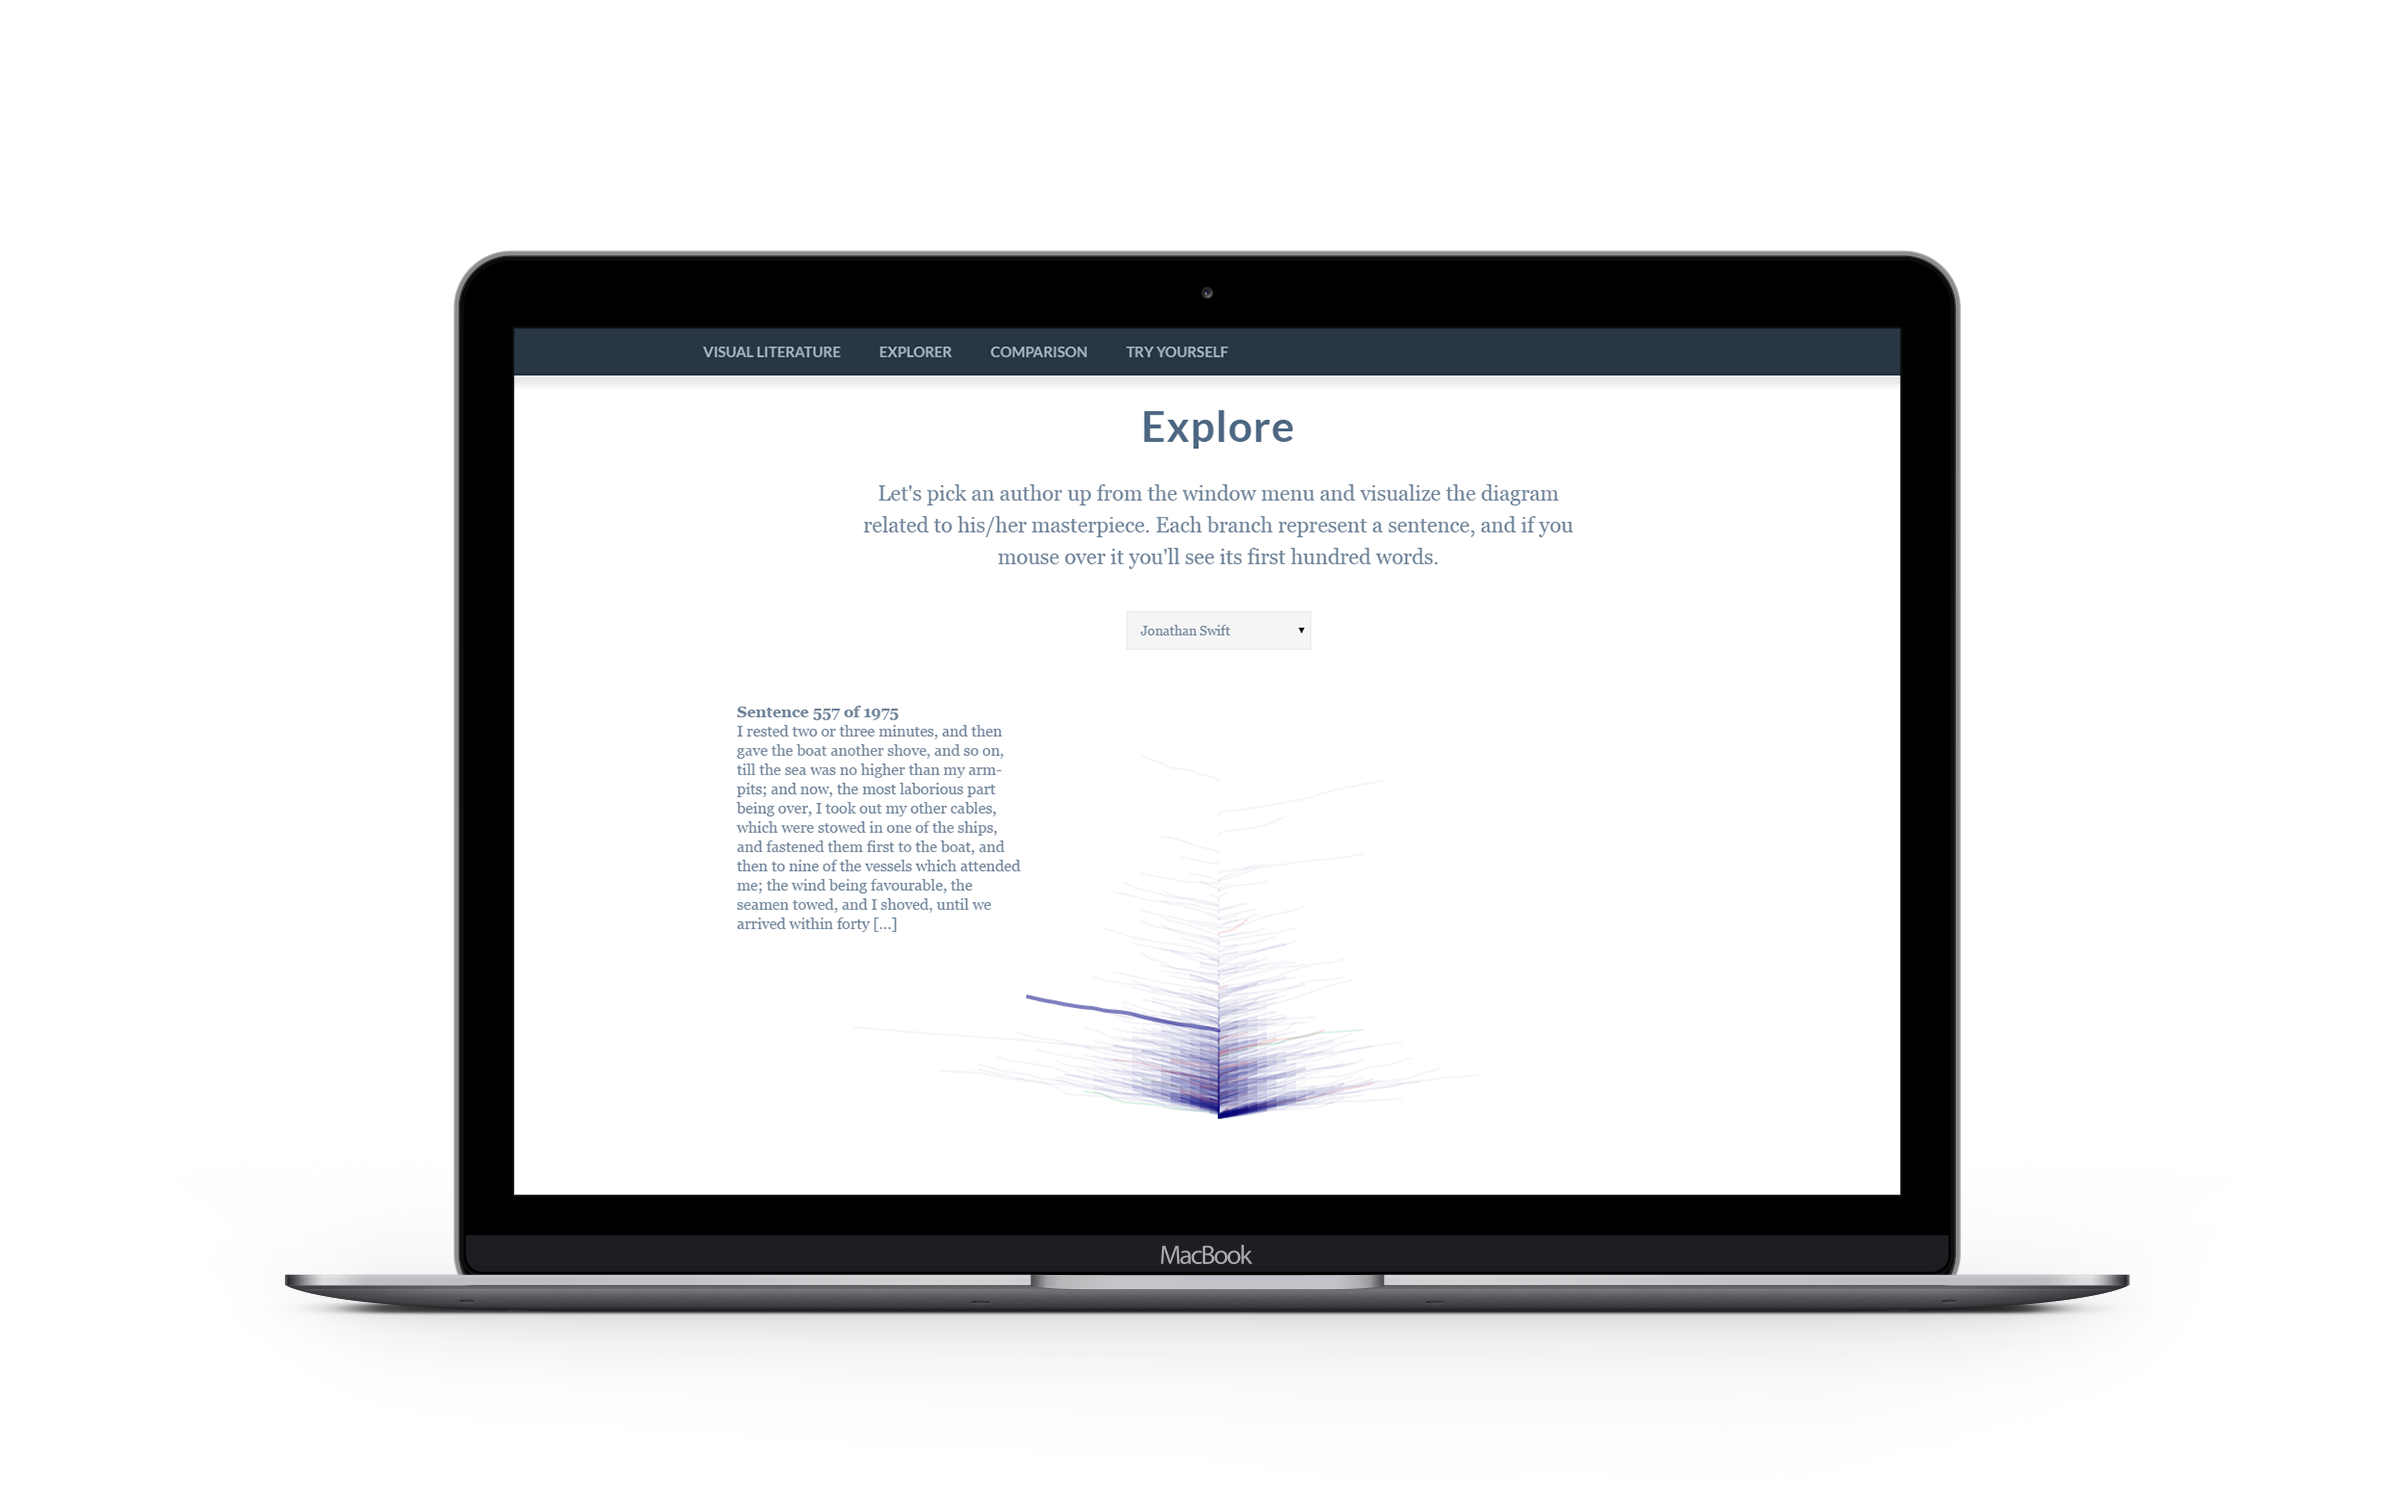 VISUAL LITERATURE EXPLORER COMPARISON TRY YOURSELF
Explore
Let's pick an author up from the window menu and visualize the diagram
related to his/her masterpiece. Each branch represent a sentence, and if you
mouse over it you'll see its first hundred words.
Jonathan Swift
Sentence 557 of 1975
I rested two or three minutes, and then
gave the boat another shove, and so on,
till the sea was no higher than my arm-
pits; and now, the most laborious part
being over, I took out my other cables,
which were stowed in one of the ships,
and fastened them first to the boat, and
then to nine of the vessels which attended
me; the wind being favourable, the
seamen towed, and I shoved, until we
arrived within forty [...]
MacBook